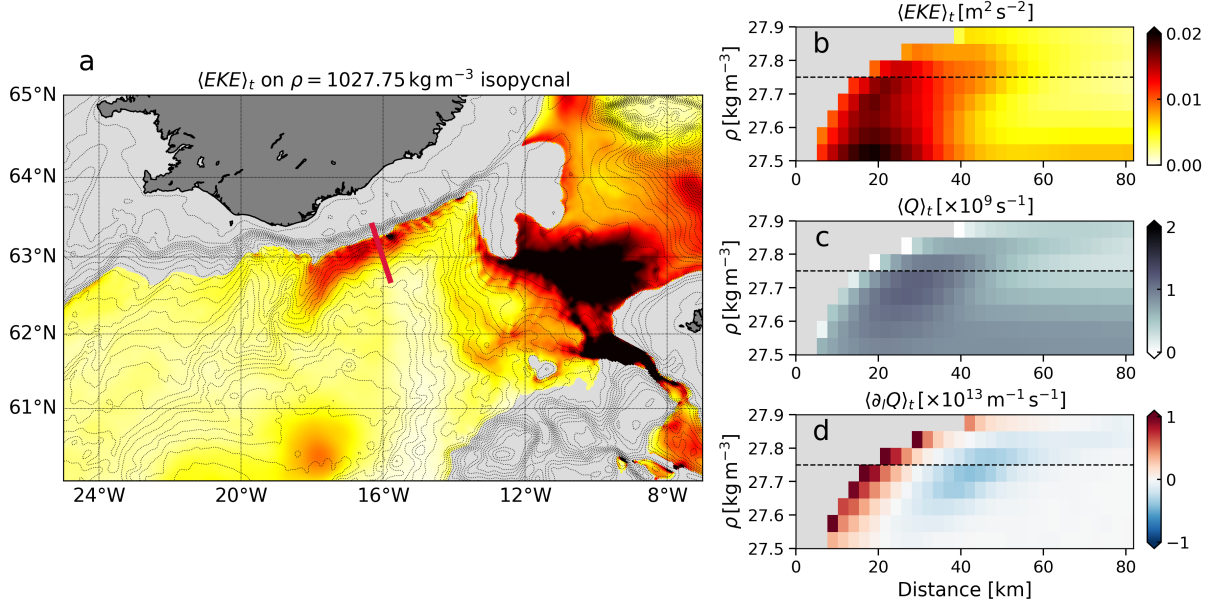 a
⟨EKE⟩ₜ on ρ = 1027.75 kg m⁻³ isopycnal
65°N
64°N
63°N
62°N
61°N
24°W 20°W 16°W 12°W 8°W
⟨EKE⟩ₜ [m² s⁻²]
b
ρ [kg m⁻³]
27.9
27.8
27.7
27.6
27.5
0 20 40 60 80
0.02
0.01
0.00
⟨Q⟩ₜ [×10⁹ s⁻¹]
c
ρ [kg m⁻³]
27.9
27.8
27.7
27.6
27.5
0 20 40 60 80
2
1
0
⟨∂ₗQ⟩ₜ [×10¹³ m⁻¹ s⁻¹]
d
ρ [kg m⁻³]
27.9
27.8
27.7
27.6
27.5
0 20 40 60 80
Distance [km]
1
0
−1